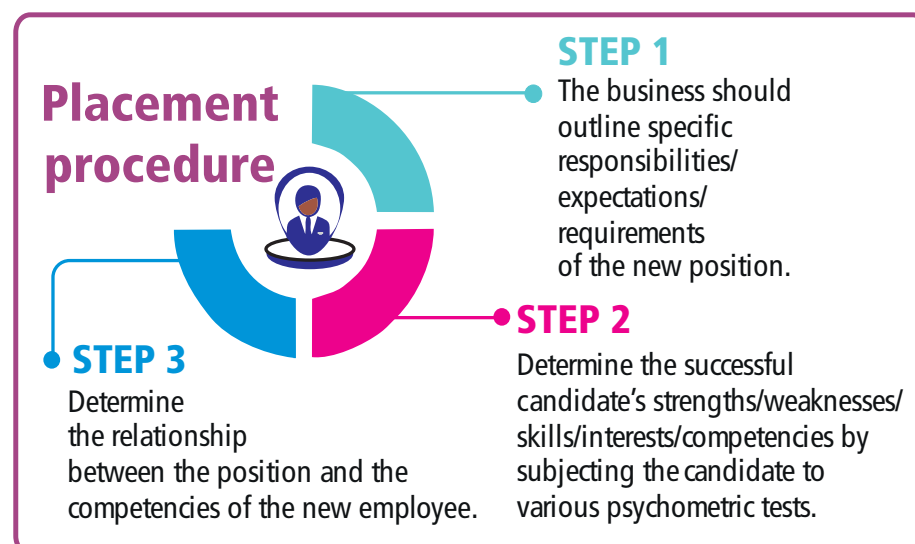 Placement
procedure
STEP 1
The business should
outline specific
responsibilities/
expectations/
requirements
of the new position.
STEP 2
Determine the successful
candidate's strengths/weaknesses/
skills/interests/competencies by
subjecting the candidate to
various psychometric tests.
STEP 3
Determine
the relationship
between the position and the
competencies of the new employee.